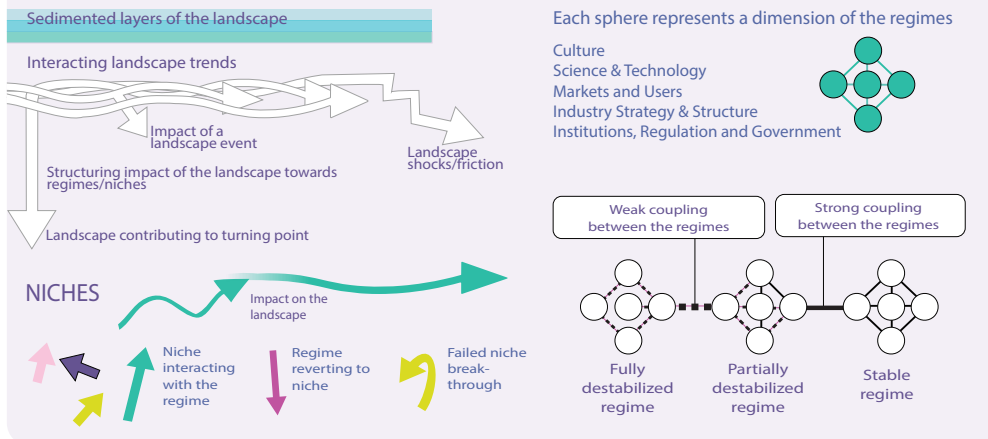 Sedimented layers of the landscape
Interacting landscape trends
Impact of a
landscape event
Landscape
shocks/friction
Structuring impact of the landscape towards
regimes/niches
Landscape contributing to turning point
NICHES
Impact on the
landscape
Niche
interacting
with the
regime
Regime
reverting to
niche
Failed niche
break-
through
Each sphere represents a dimension of the regimes
Culture
Science & Technology
Markets and Users
Industry Strategy & Structure
Institutions, Regulation and Government
Weak coupling
between the regimes
Strong coupling
between the regimes
Fully
destabilized
regime
Partially
destabilized
regime
Stable
regime